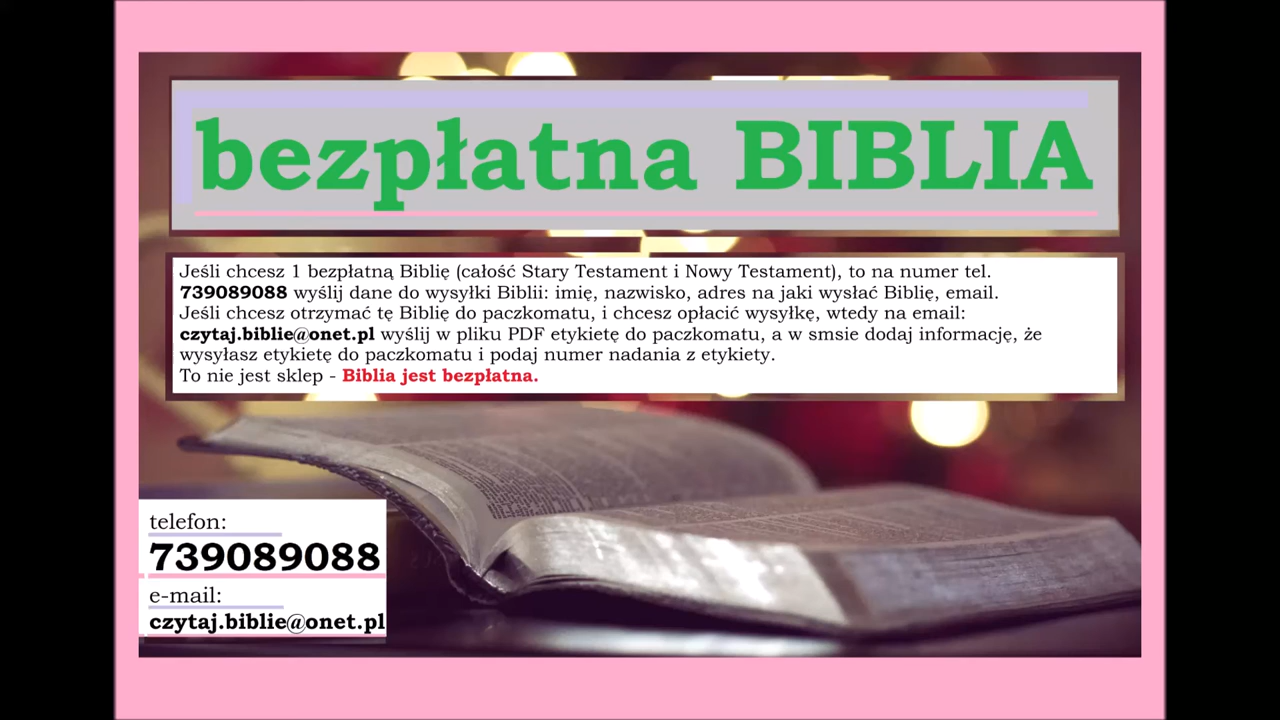 bezpłatna BIBLIA
Jeśli chcesz 1 bezpłatną Biblię (całość Stary Testament i Nowy Testament), to na numer tel.
739089088 wyślij dane do wysyłki Biblii: imię, nazwisko, adres na jaki wysłać Biblię, email.
Jeśli chcesz otrzymać tę Biblię do paczkomatu, i chcesz opłacić wysyłkę, wtedy na email:
czytaj.biblie@onet.pl wyślij w pliku PDF etykietę do paczkomatu, a w smsie dodaj informację, że
wysyłasz etykietę do paczkomatu i podaj numer nadania z etykiety.
To nie jest sklep - Biblia jest bezpłatna.
telefon:
739089088
e-mail:
czytaj.biblie@onet.pl